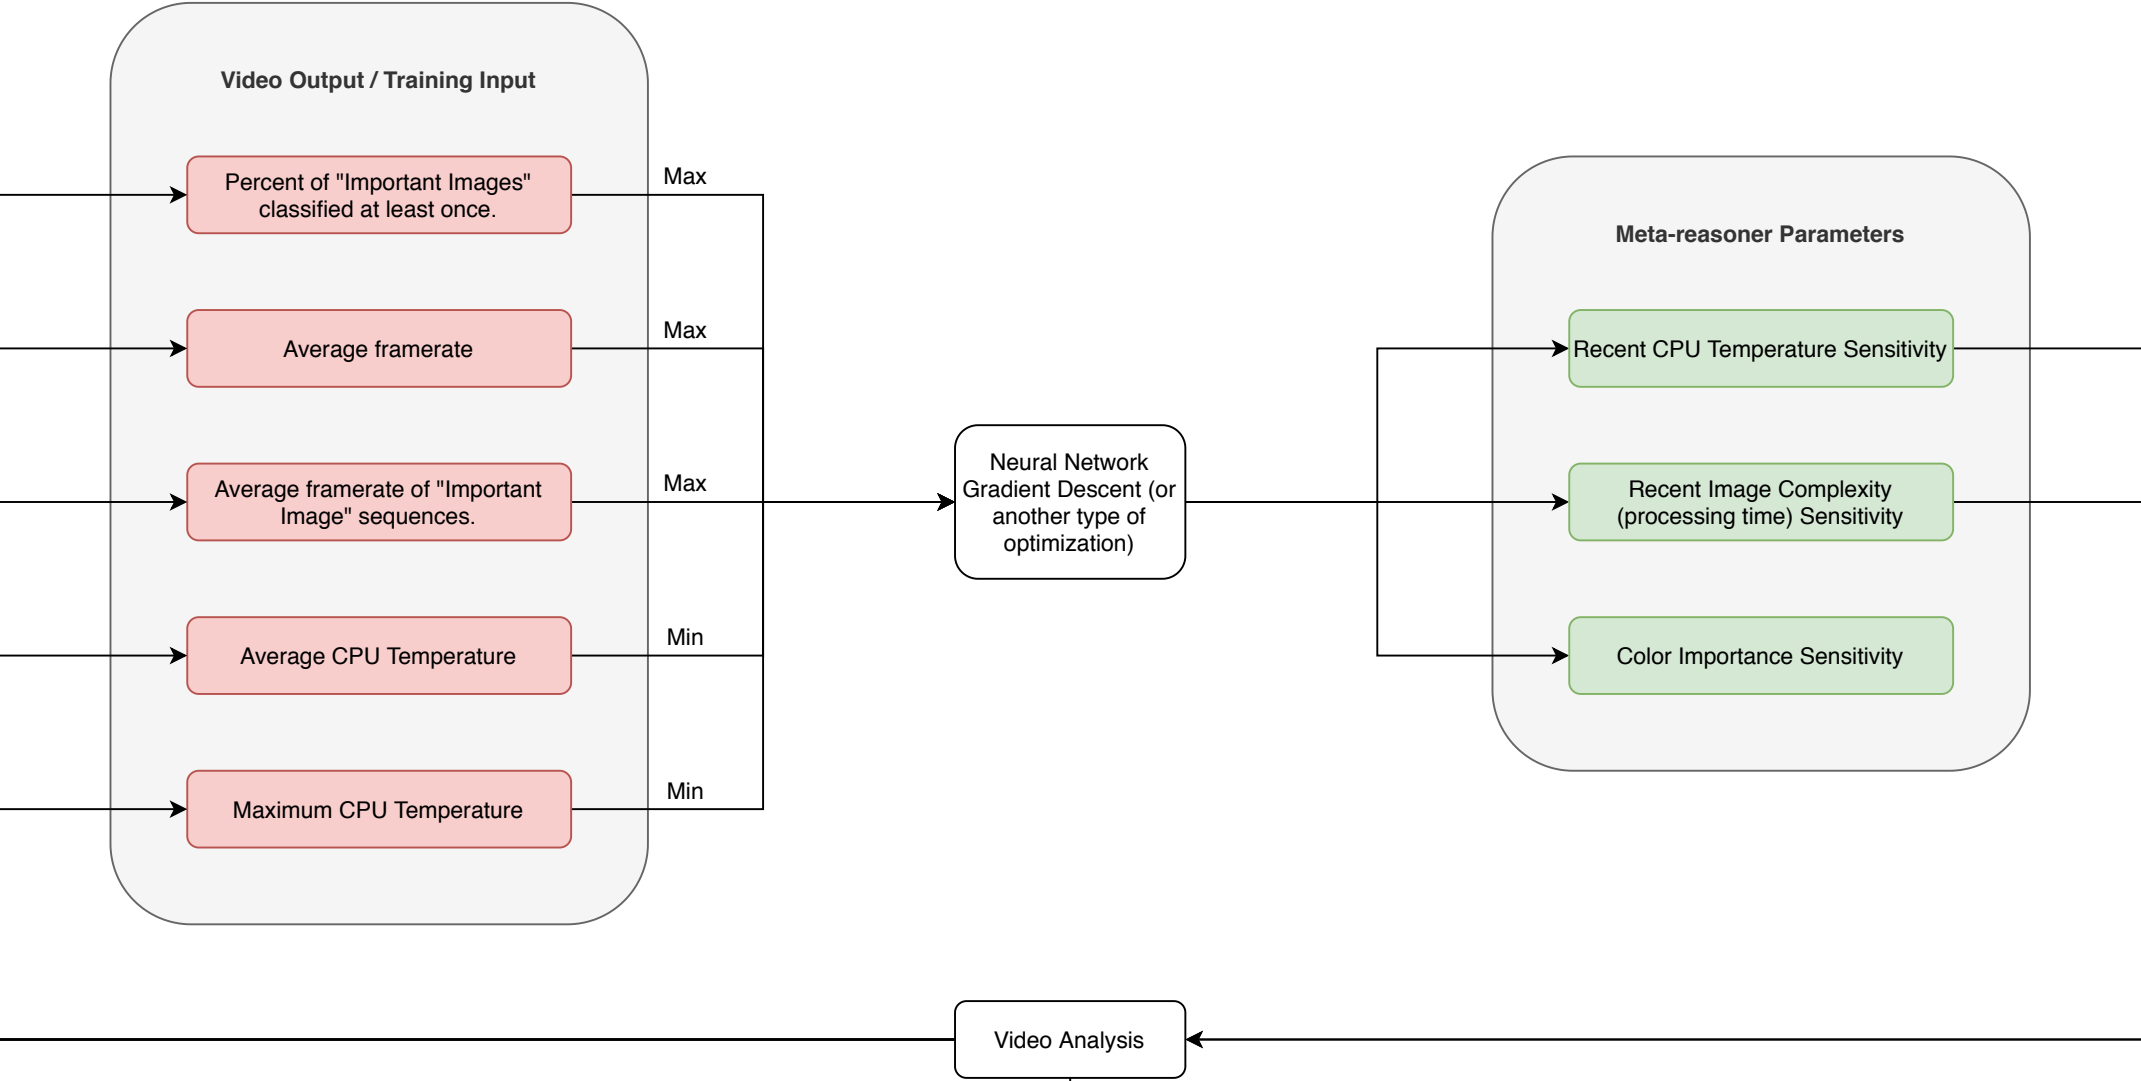 Video Output / Training Input
Percent of "Important Images"
classified at least once.
Max
Average framerate
Max
Average framerate of "Important
Image" sequences.
Max
Average CPU Temperature
Min
Maximum CPU Temperature
Min
Neural Network
Gradient Descent (or
another type of
optimization)
Meta-reasoner Parameters
Recent CPU Temperature Sensitivity
Recent Image Complexity
(processing time) Sensitivity
Color Importance Sensitivity
Video Analysis